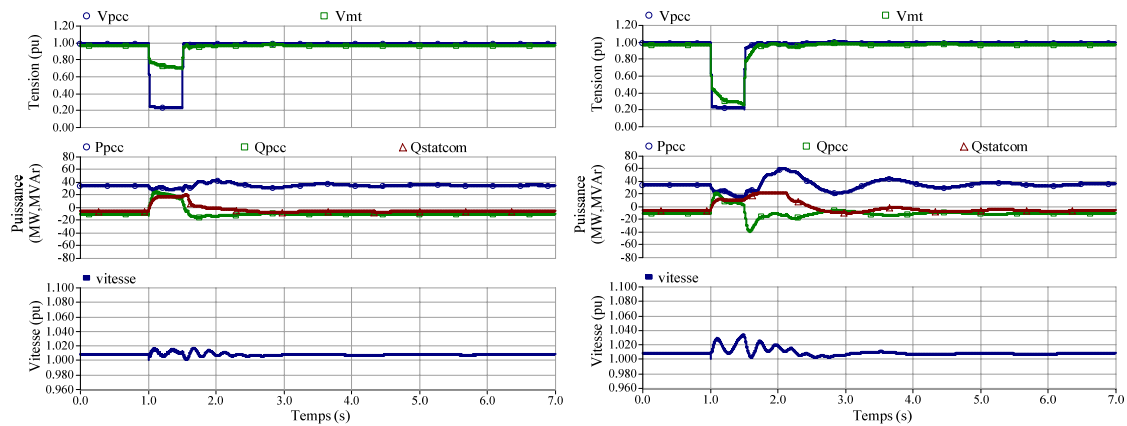 Vpcc Vmt
1.20
1.00
0.80
0.60
0.40
0.20
0.00
Tension (pu)
Ppcc Qpcc Qstatcom
80
60
40
20
0
-20
-40
-60
-80
Puissance
(MW,MVAr)
vitesse
1.100
1.080
1.060
1.040
1.020
1.000
0.980
0.960
Vitesse (pu)
0.0 1.0 2.0 3.0 4.0 5.0 6.0 7.0
Temps (s)
Vpcc Vmt
1.20
1.00
0.80
0.60
0.40
0.20
0.00
Tension (pu)
Ppcc Qpcc Qstatcom
80
60
40
20
0
-20
-40
-60
-80
Puissance
(MW,MVAr)
vitesse
1.100
1.080
1.060
1.040
1.020
1.000
0.980
0.960
Vitesse (pu)
0.0 1.0 2.0 3.0 4.0 5.0 6.0 7.0
Temps (s)